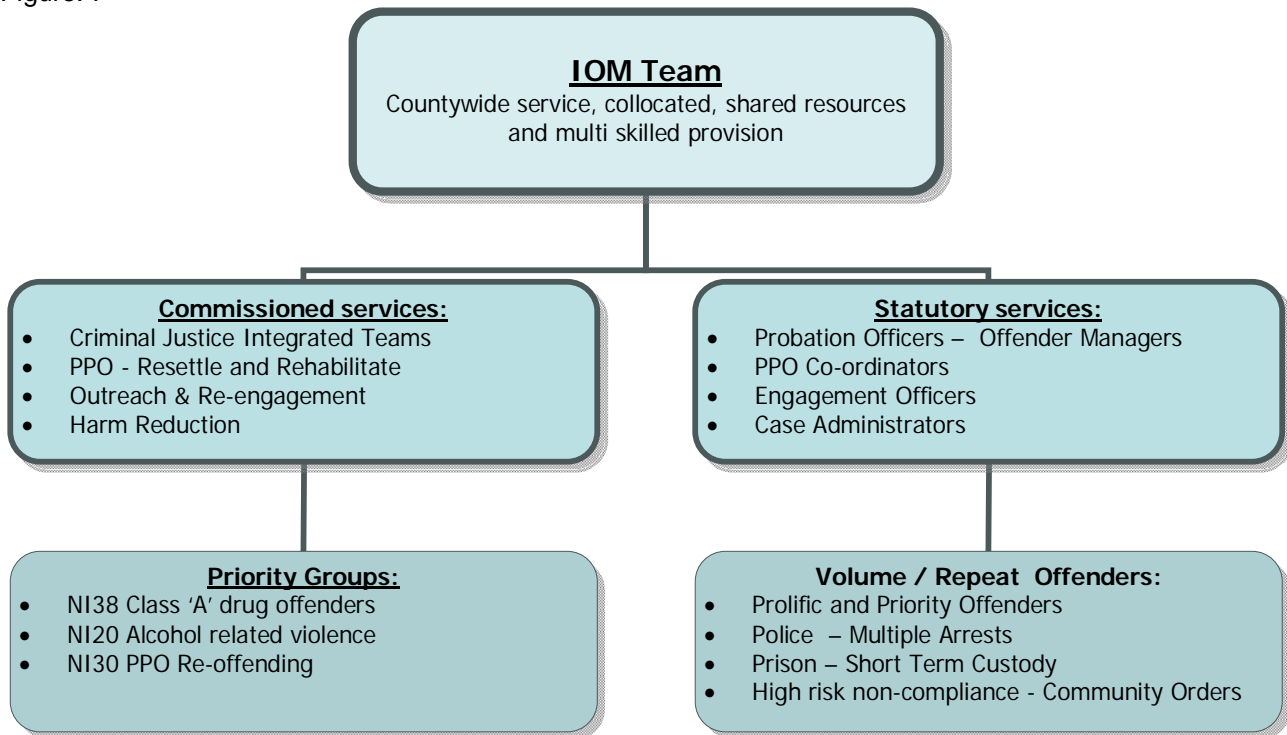 IOM Team
Countywide service, collocated, shared resources
and multi skilled provision
Commissioned services:
• Criminal Justice Integrated Teams
• PPO - Resettle and Rehabilitate
• Outreach & Re-engagement
• Harm Reduction
Statutory services:
• Probation Officers – Offender Managers
• PPO Co-ordinators
• Engagement Officers
• Case Administrators
Priority Groups:
• NI38 Class ‘A’ drug offenders
• NI20 Alcohol related violence
• NI30 PPO Re-offending
Volume / Repeat Offenders:
• Prolific and Priority Offenders
• Police – Multiple Arrests
• Prison – Short Term Custody
• High risk non-compliance - Community Orders